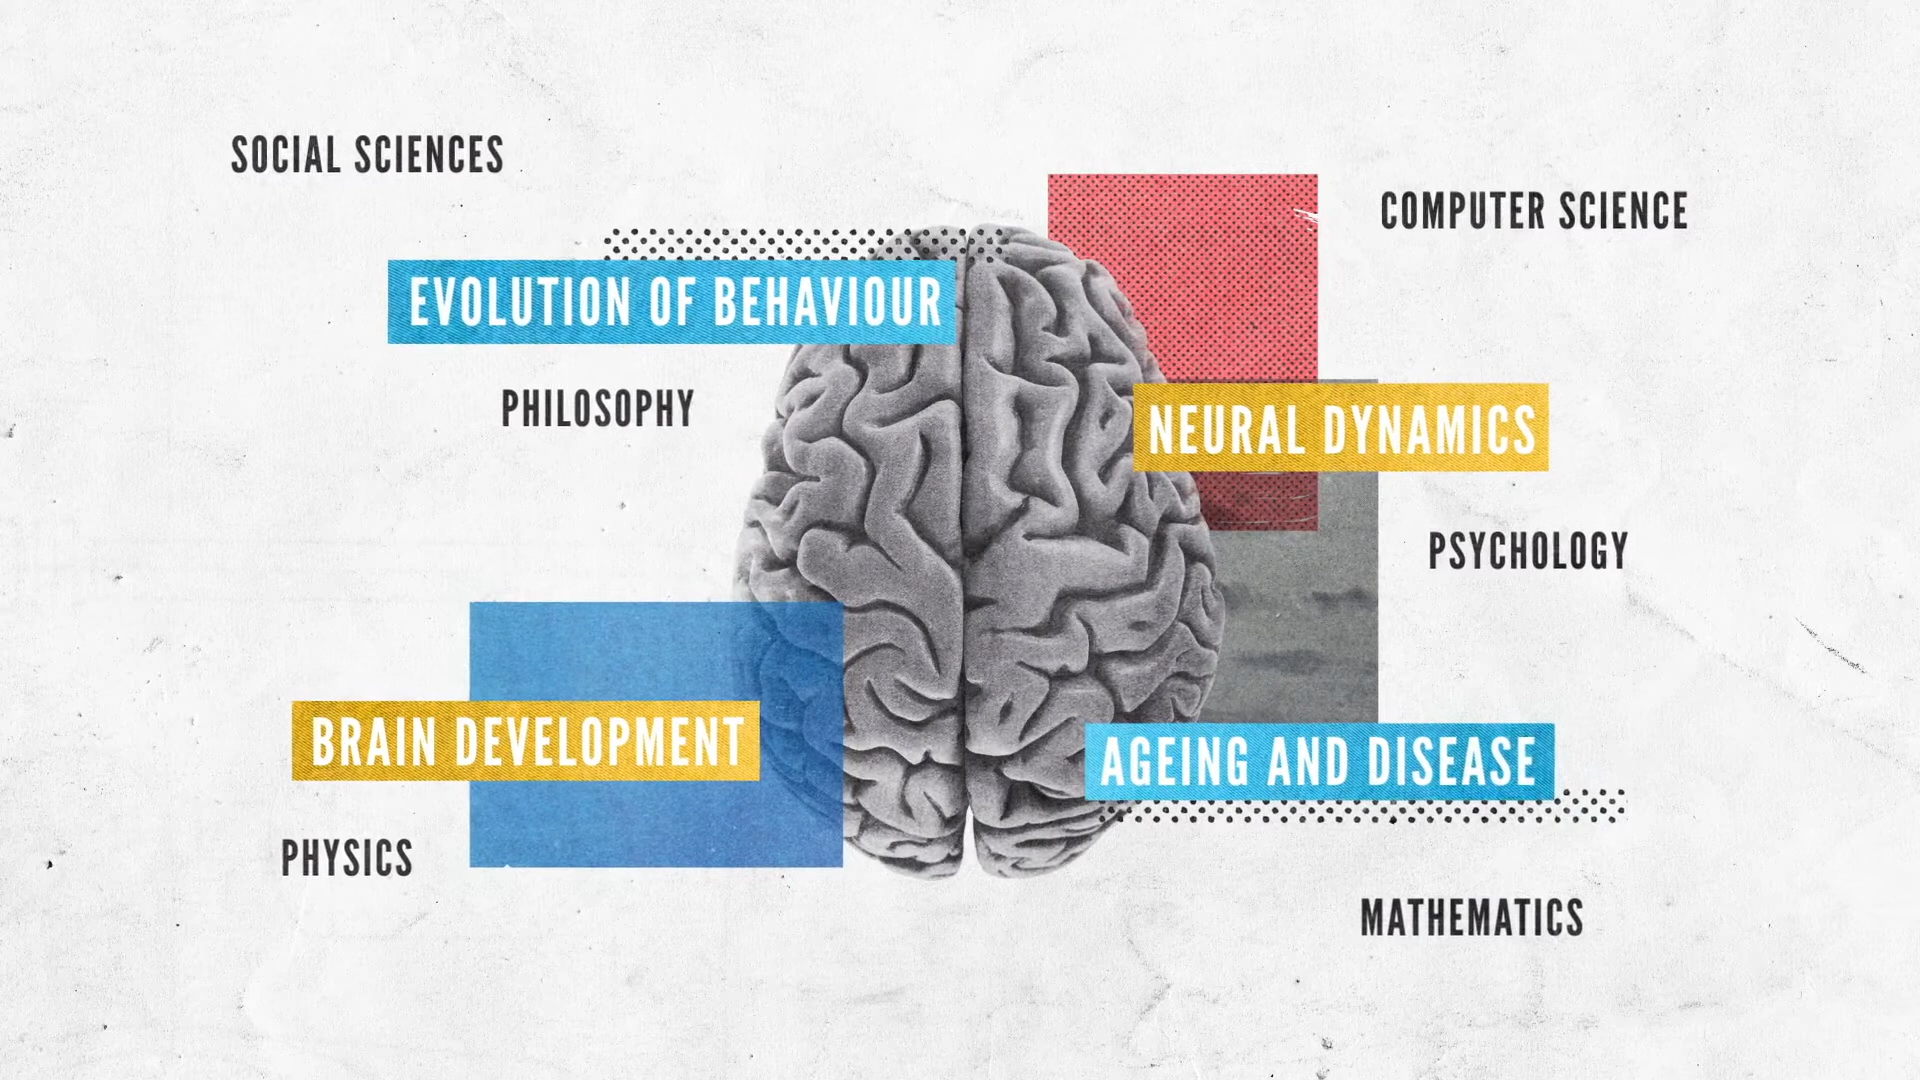 SOCIAL SCIENCES
COMPUTER SCIENCE
EVOLUTION OF BEHAVIOUR
PHILOSOPHY
NEURAL DYNAMICS
PSYCHOLOGY
BRAIN DEVELOPMENT
AGEING AND DISEASE
PHYSICS
MATHEMATICS